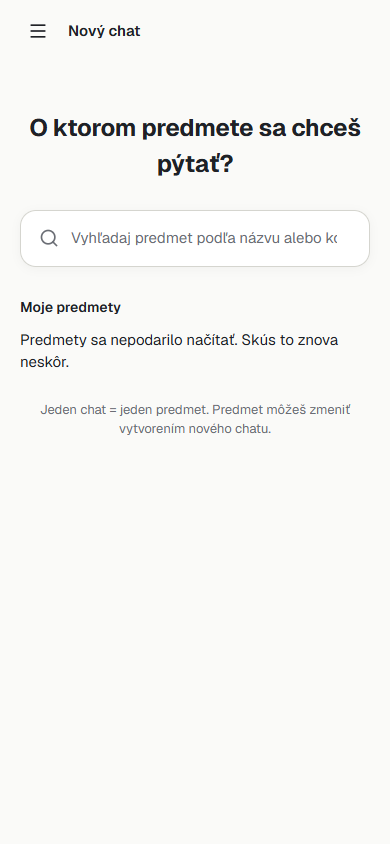 Nový chat
O ktorom predmete sa chceš
pýtať?
Vyhľadaj predmet podľa názvu alebo
Moje predmety
Predmety sa nepodarilo načítať. Skús to znova
neskôr.
Jeden chat = jeden predmet. Predmet môžeš zmeniť
vytvorením nového chatu.